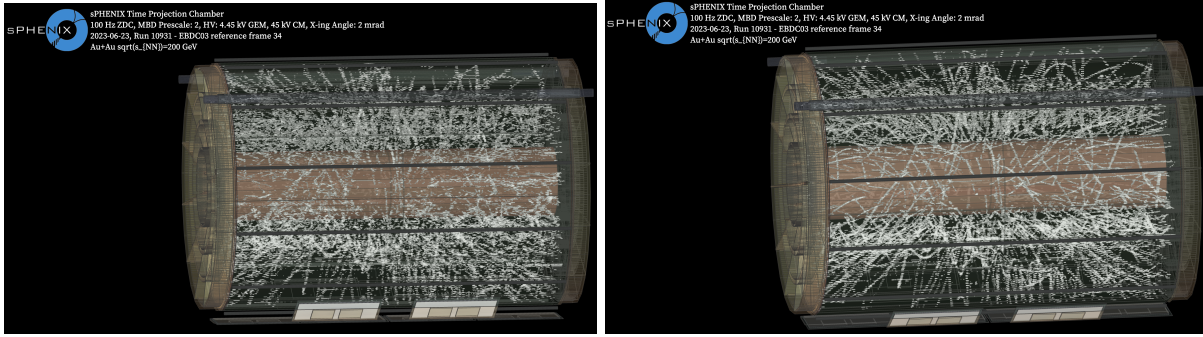 sPHENIX
sPHENIX Time Projection Chamber
100 Hz ZDC, MBD Prescale: 2, HV: 4.45 kV GEM, 45 kV CM, X-ing Angle: 2 mrad
2023-06-23, Run 10931 - EBDC03 reference frame 34
Au+Au sqrt(s_{NN})=200 GeV
sPHENIX
sPHENIX Time Projection Chamber
100 Hz ZDC, MBD Prescale: 2, HV: 4.45 kV GEM, 45 kV CM, X-ing Angle: 2 mrad
2023-06-23, Run 10931 - EBDC03 reference frame 34
Au+Au sqrt(s_{NN})=200 GeV